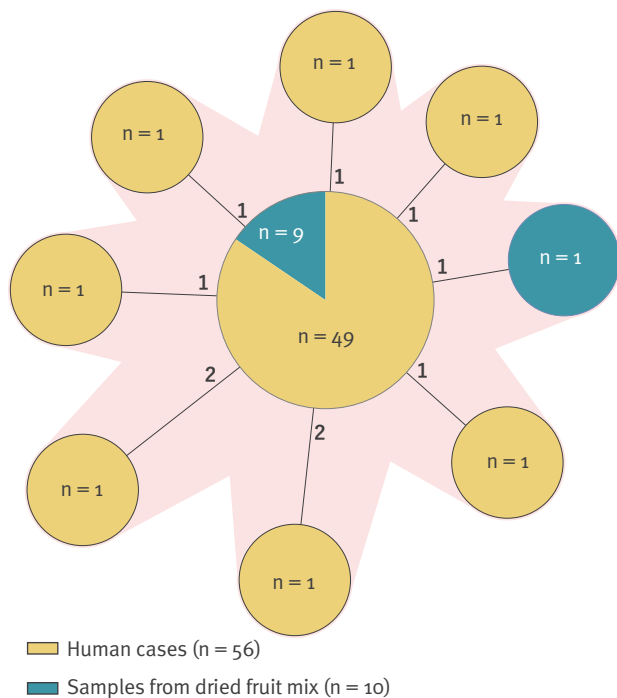 n = 1
n = 1
n = 1
1
1
1
n = 9
n = 1
1
n = 1
1
n = 49
2
1
2
n = 1
n = 1
n = 1
Human cases (n = 56)
Samples from dried fruit mix (n = 10)